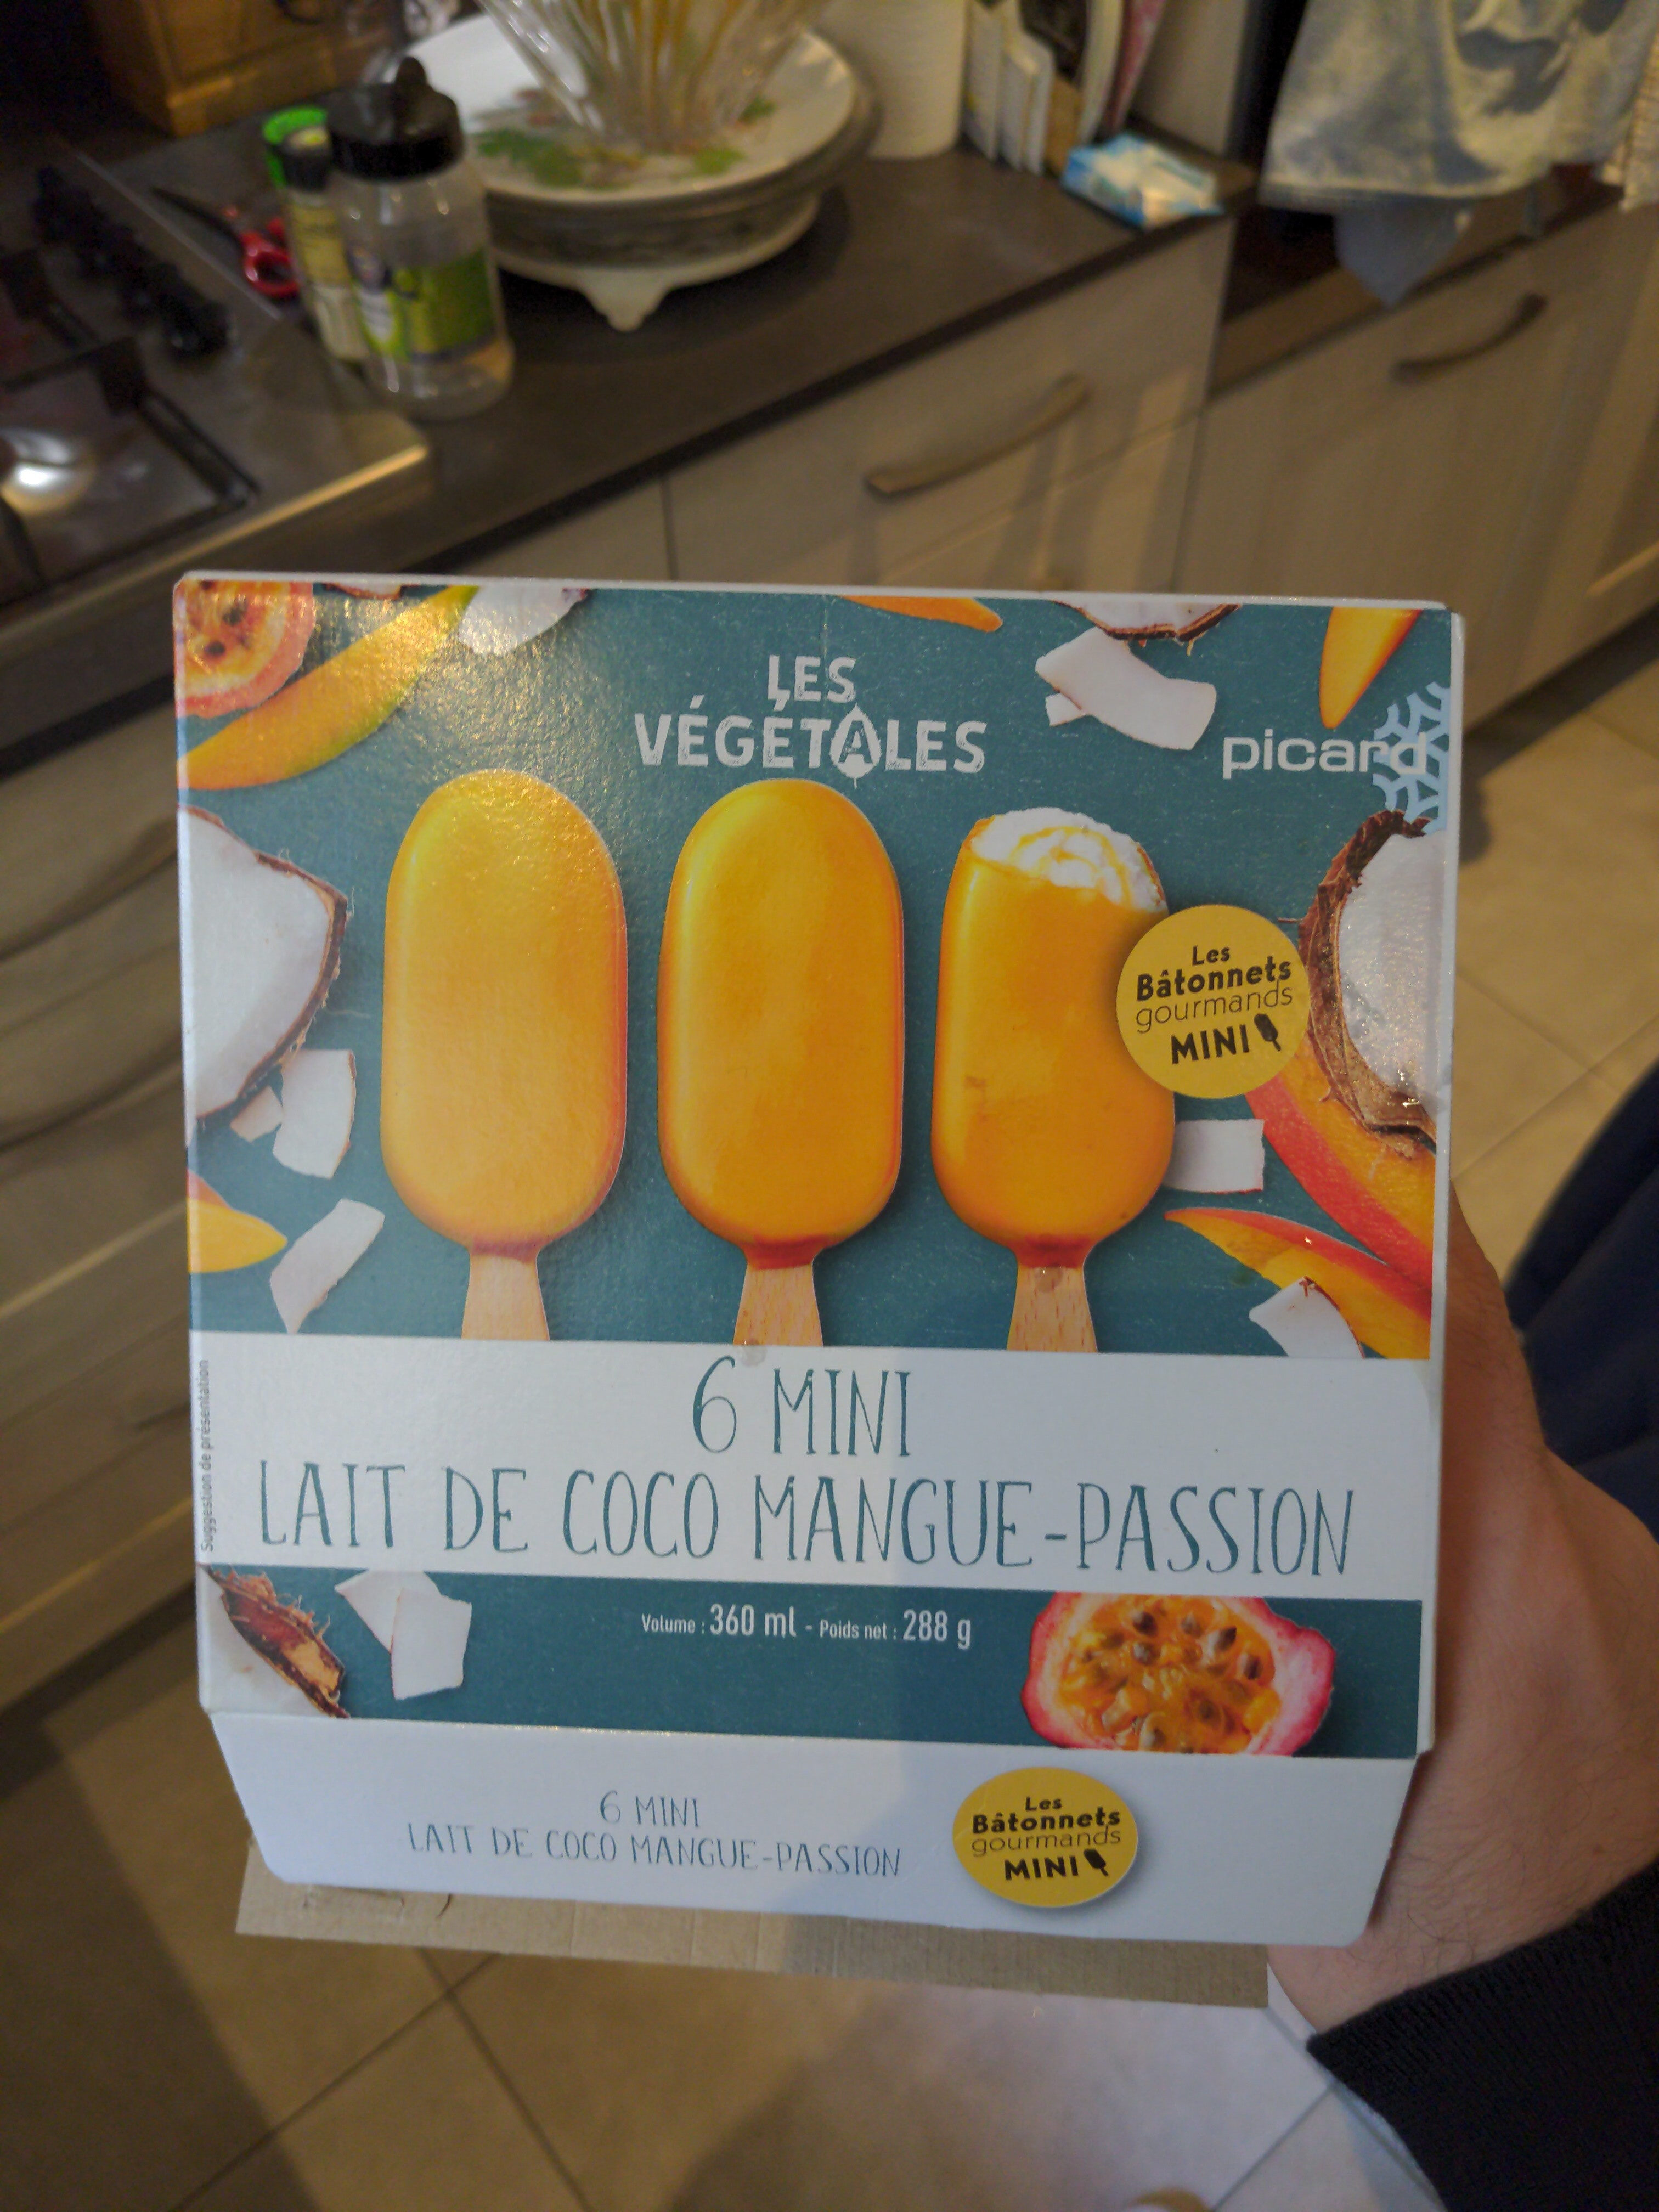 LES
VÉGÉTALES
picard
Les
Bâtonnets
gourmands
MINI
Suggestion de présentation
6 MINI
LAIT DE COCO MANGUE-PASSION
Volume : 360 ml - Poids net : 288 g
6 MINI
LAIT DE COCO MANGUE-PASSION
Les
Bâtonnets
gourmands
MINI